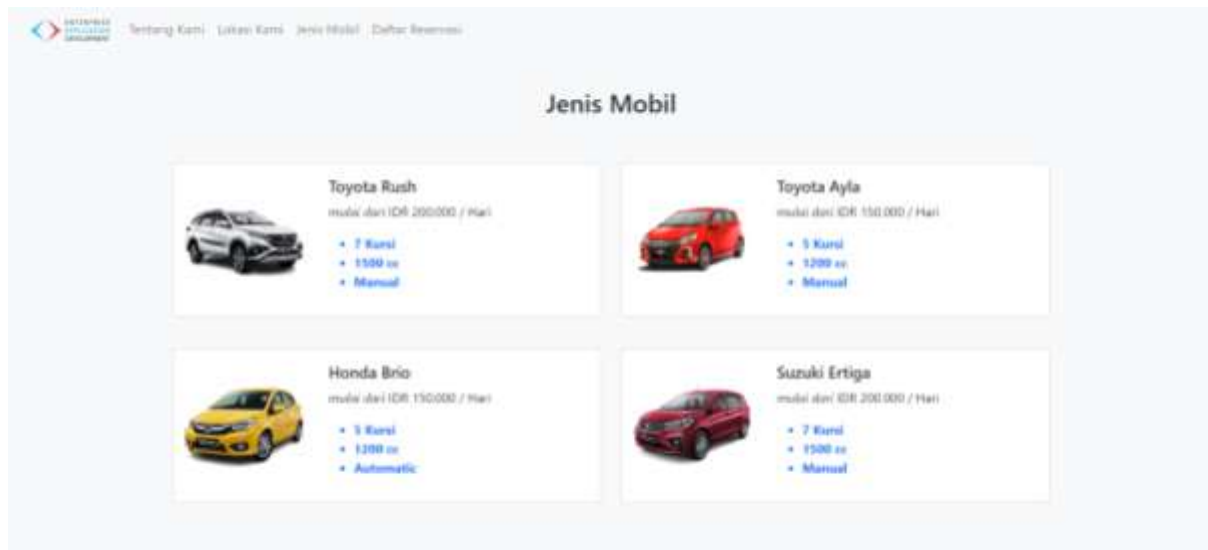 ENTERPRISE
APPLICATION
DEVELOPMENT
Tentang Kami Lokasi Kami Jenis Mobil Daftar Reservasi
Jenis Mobil
Toyota Rush
mulai dari IDR 200.000 / Hari
7 Kursi
1500 cc
Manual
Toyota Ayla
mulai dari IDR 150.000 / Hari
5 Kursi
1200 cc
Manual
Honda Brio
mulai dari IDR 150.000 / Hari
5 Kursi
1200 cc
Automatic
Suzuki Ertiga
mulai dari IDR 200.000 / Hari
7 Kursi
1500 cc
Manual